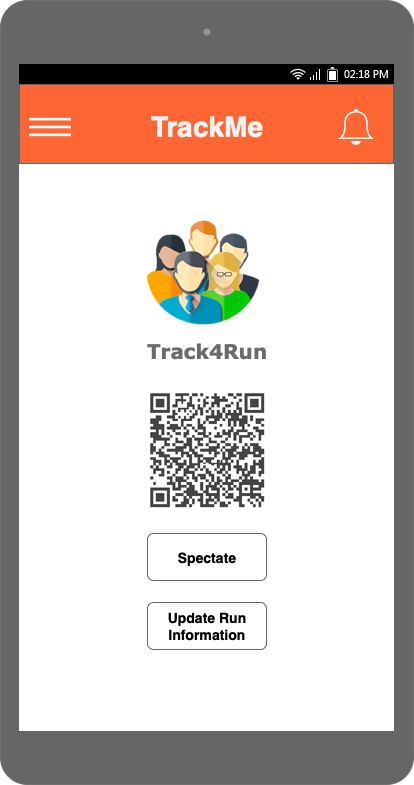 02:18 PM
TrackMe
Track4Run
Spectate
Update Run
Information